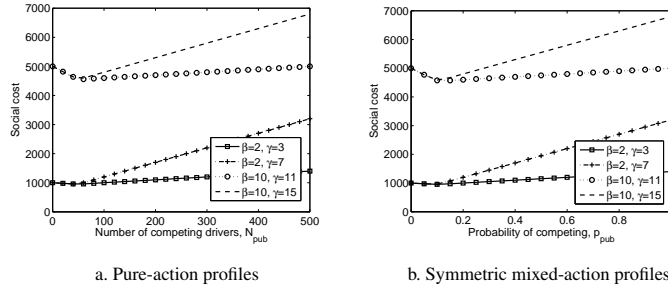 7000
6000
5000
4000
3000
2000
1000
0
Social cost
0 100 200 300 400 500
Number of competing drivers, N_pub
β=2, γ=3
β=2, γ=7
β=10, γ=11
β=10, γ=15
a. Pure-action profiles
7000
6000
5000
4000
3000
2000
1000
0
Social cost
0 0.2 0.4 0.6 0.8
Probability of competing, p_pub
β=2, γ=3
β=2, γ=7
β=10, γ=11
β=10, γ=15
b. Symmetric mixed-action profiles